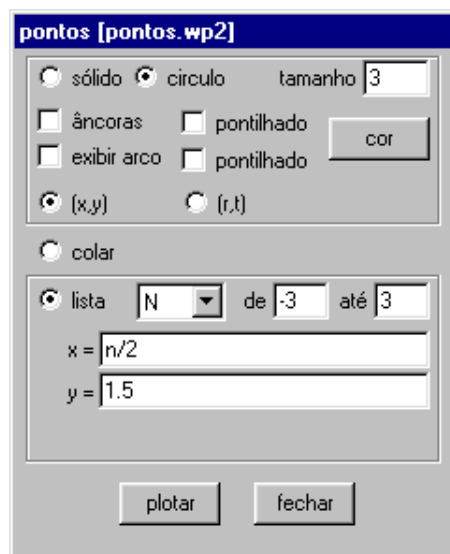 pontos [pontos.wp2]
sólido circulo tamanho 3
âncoras pontilhado cor
exibir arco pontilhado
(x,y) (r,t)
colar
lista N de -3 até 3
x = n/2
y = 1.5
plotar fechar